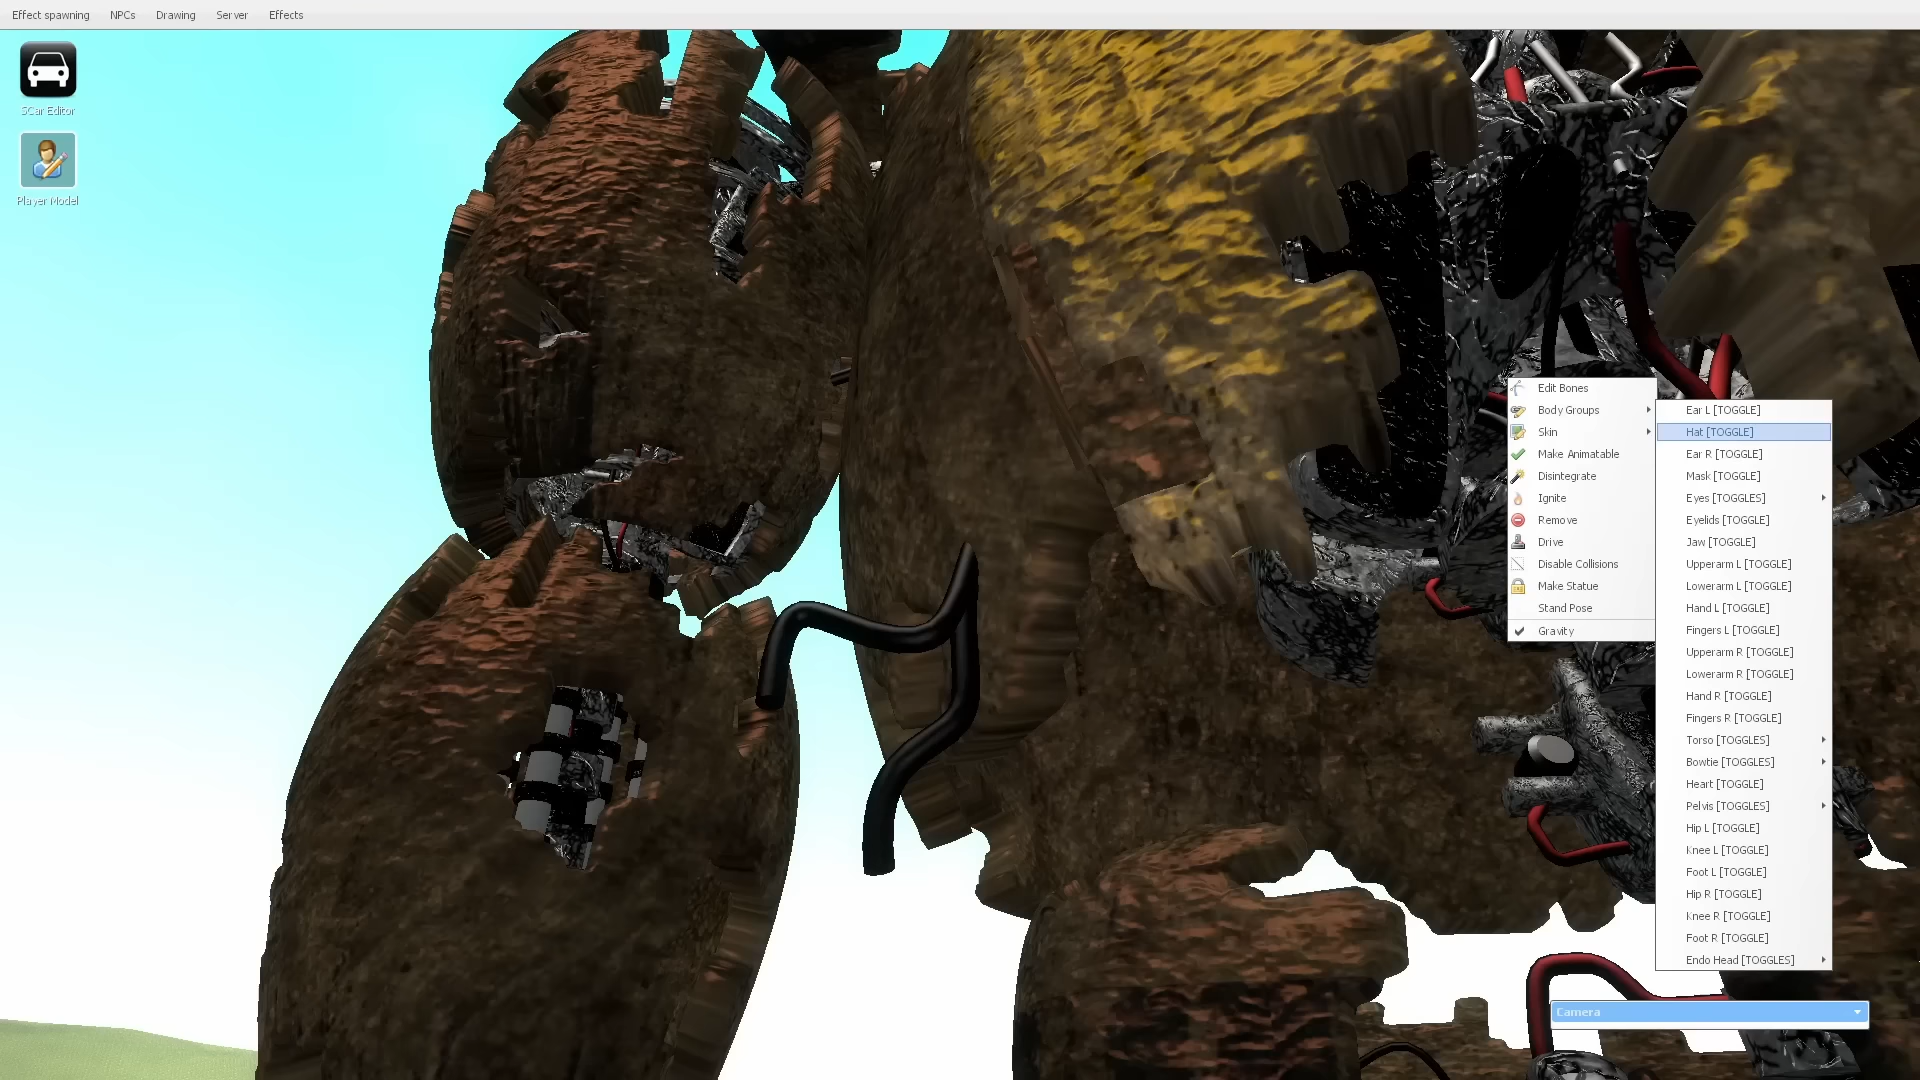 Effect spawning NPCs Drawing Server Effects
SCar Editor
Player Model
Edit Bones
Body Groups
Skin
Make Animatable
Disintegrate
Ignite
Remove
Drive
Disable Collisions
Make Statue
Stand Pose
Gravity
Ear L [TOGGLE]
Hat [TOGGLE]
Ear R [TOGGLE]
Mask [TOGGLE]
Eyes [TOGGLES]
Eyelids [TOGGLE]
Jaw [TOGGLE]
Upperarm L [TOGGLE]
Lowerarm L [TOGGLE]
Hand L [TOGGLE]
Fingers L [TOGGLE]
Upperarm R [TOGGLE]
Lowerarm R [TOGGLE]
Hand R [TOGGLE]
Fingers R [TOGGLE]
Torso [TOGGLES]
Bowtie [TOGGLES]
Heart [TOGGLE]
Pelvis [TOGGLES]
Hip L [TOGGLE]
Knee L [TOGGLE]
Foot L [TOGGLE]
Hip R [TOGGLE]
Knee R [TOGGLE]
Foot R [TOGGLE]
Endo Head [TOGGLES]
Camera